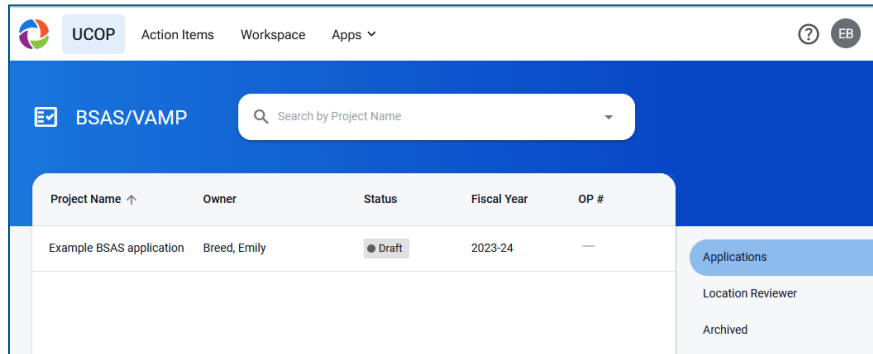 UCOP Action Items Workspace Apps ? EB
BSAS/VAMP Search by Project Name
Project Name Owner Status Fiscal Year OP #
Example BSAS application Breed, Emily Draft 2023-24 —
Applications
Location Reviewer
Archived